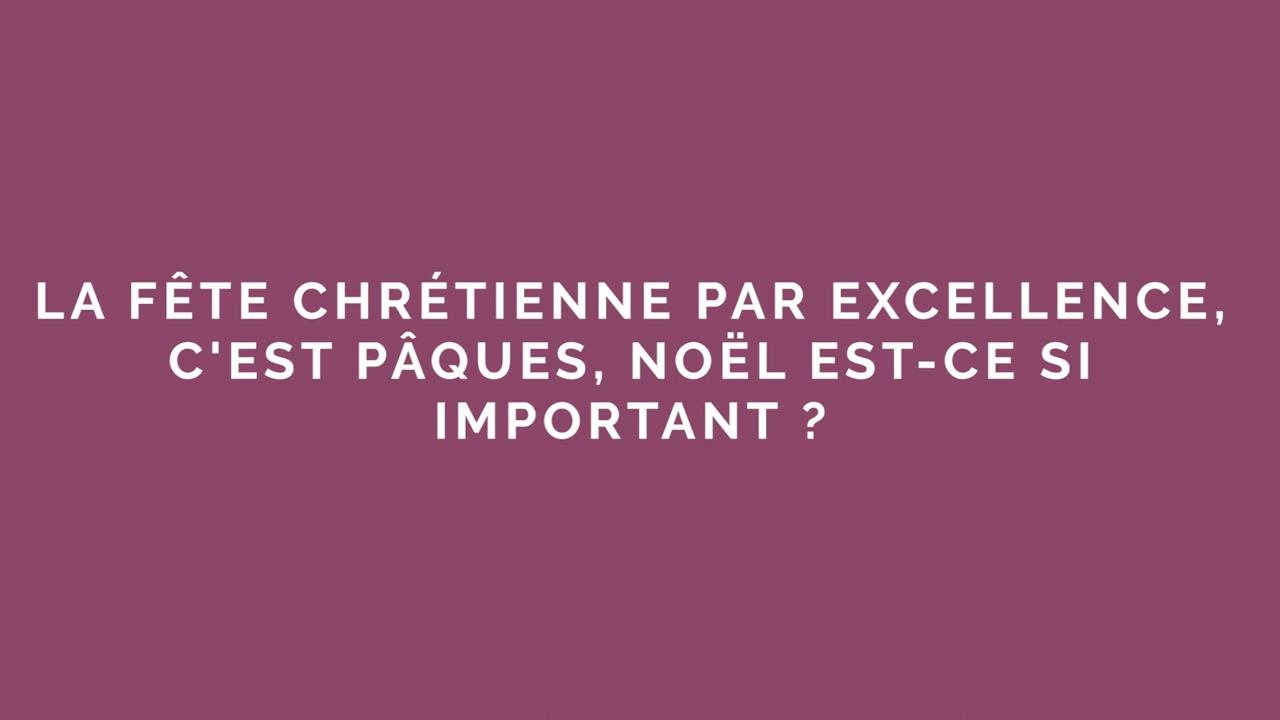 LA FÊTE CHRÉTIENNE PAR EXCELLENCE,
C'EST PÂQUES, NOËL EST-CE SI
IMPORTANT ?